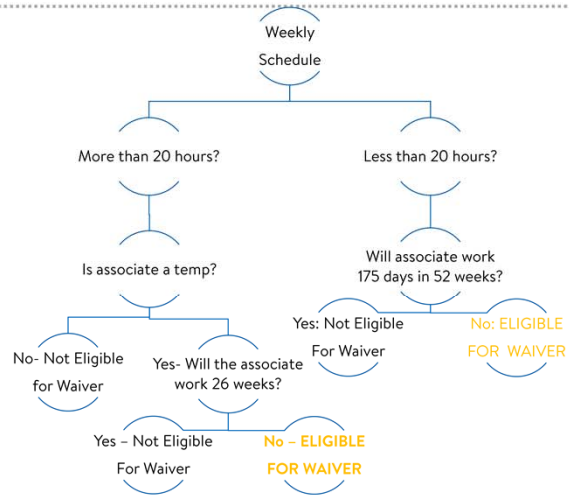 Weekly
Schedule
More than 20 hours?
Less than 20 hours?
Is associate a temp?
Will associate work
175 days in 52 weeks?
No- Not Eligible
for Waiver
Yes- Will the associate
work 26 weeks?
Yes: Not Eligible
For Waiver
No: ELIGIBLE
FOR WAIVER
Yes – Not Eligible
For Waiver
No – ELIGIBLE
FOR WAIVER